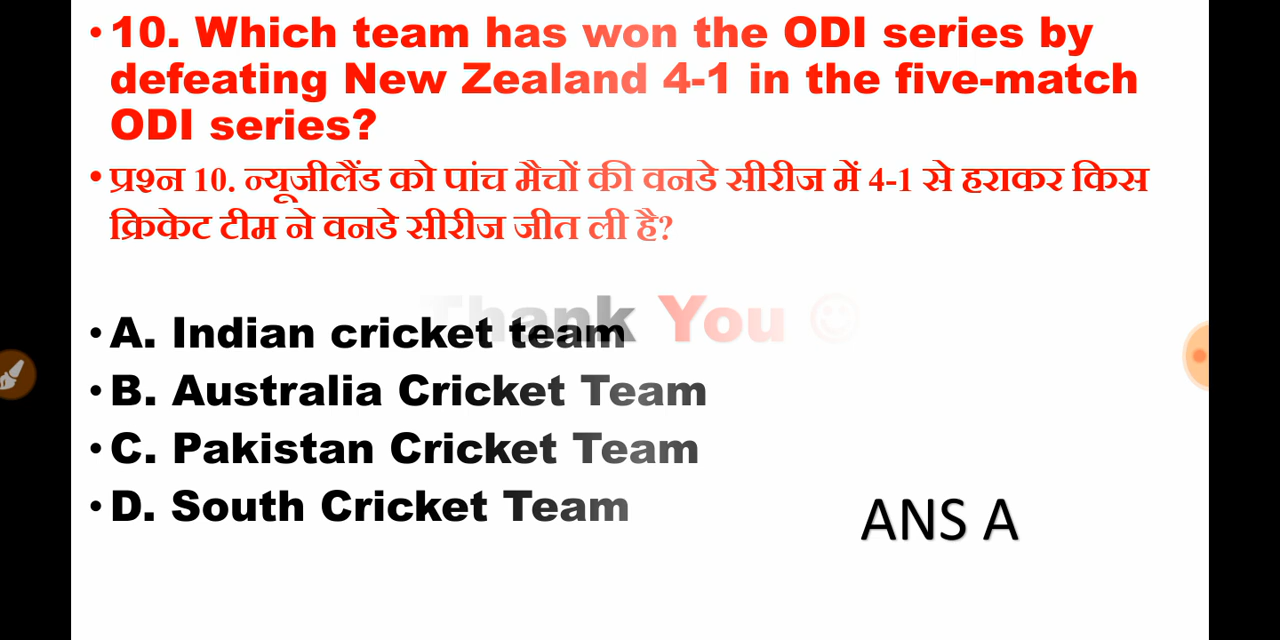 • 10. Which team has won the ODI series by
defeating New Zealand 4-1 in the five-match
ODI series?
• प्रश्न 10. न्यूजीलैंड को पांच मैचों की वनडे सीरीज में 4-1 से हराकर किस
क्रिकेट टीम ने वनडे सीरीज जीत ली है?
Thank You ☺
• A. Indian cricket team
• B. Australia Cricket Team
• C. Pakistan Cricket Team
• D. South Cricket Team
ANS A